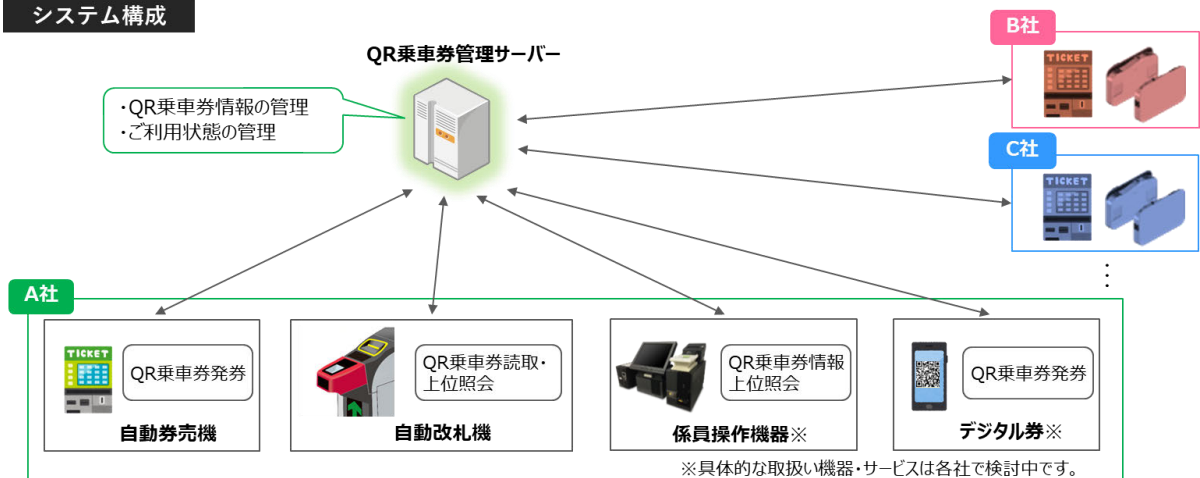 システム構成
QR乗車券管理サーバー
・QR乗車券情報の管理
・ご利用状態の管理
B社
TICKET
C社
TICKET
A社
TICKET
QR乗車券発券
自動券売機
QR乗車券読取・
上位照会
自動改札機
QR乗車券情報
上位照会
係員操作機器※
QR乗車券発券
デジタル券※
※具体的な取扱い機器・サービスは各社で検討中です。